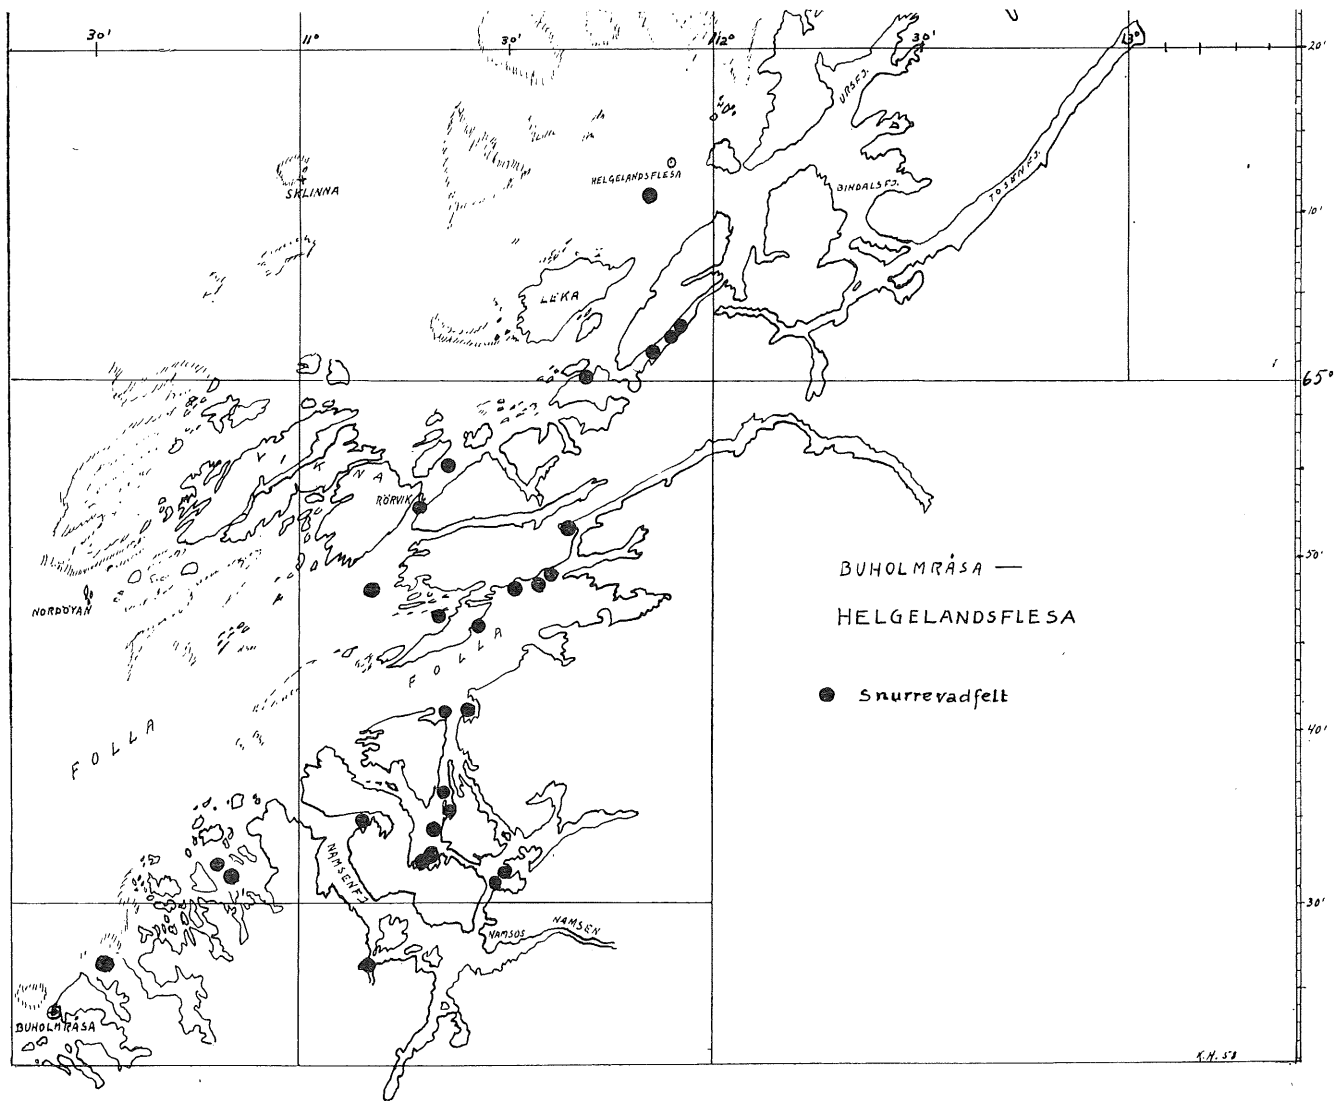 30' 11° 30' 12° 30' 13°
20'
URSFJ.
HELGELANDSFLESA
SKLINNA
BINDALSFJ.
TOSENFJ.
10'
LEKA
65°
VIKNA
RÖRVIK
50'
BUHOLMRÅSA —
HELGELANDSFLESA
NORDÖYAN
FOLLA
Snurrevadfelt
FOLLA
40'
NAMSENFJ.
30'
NAMSOS
NAMSEN
BUHOLMRÅSA
K.H. 58